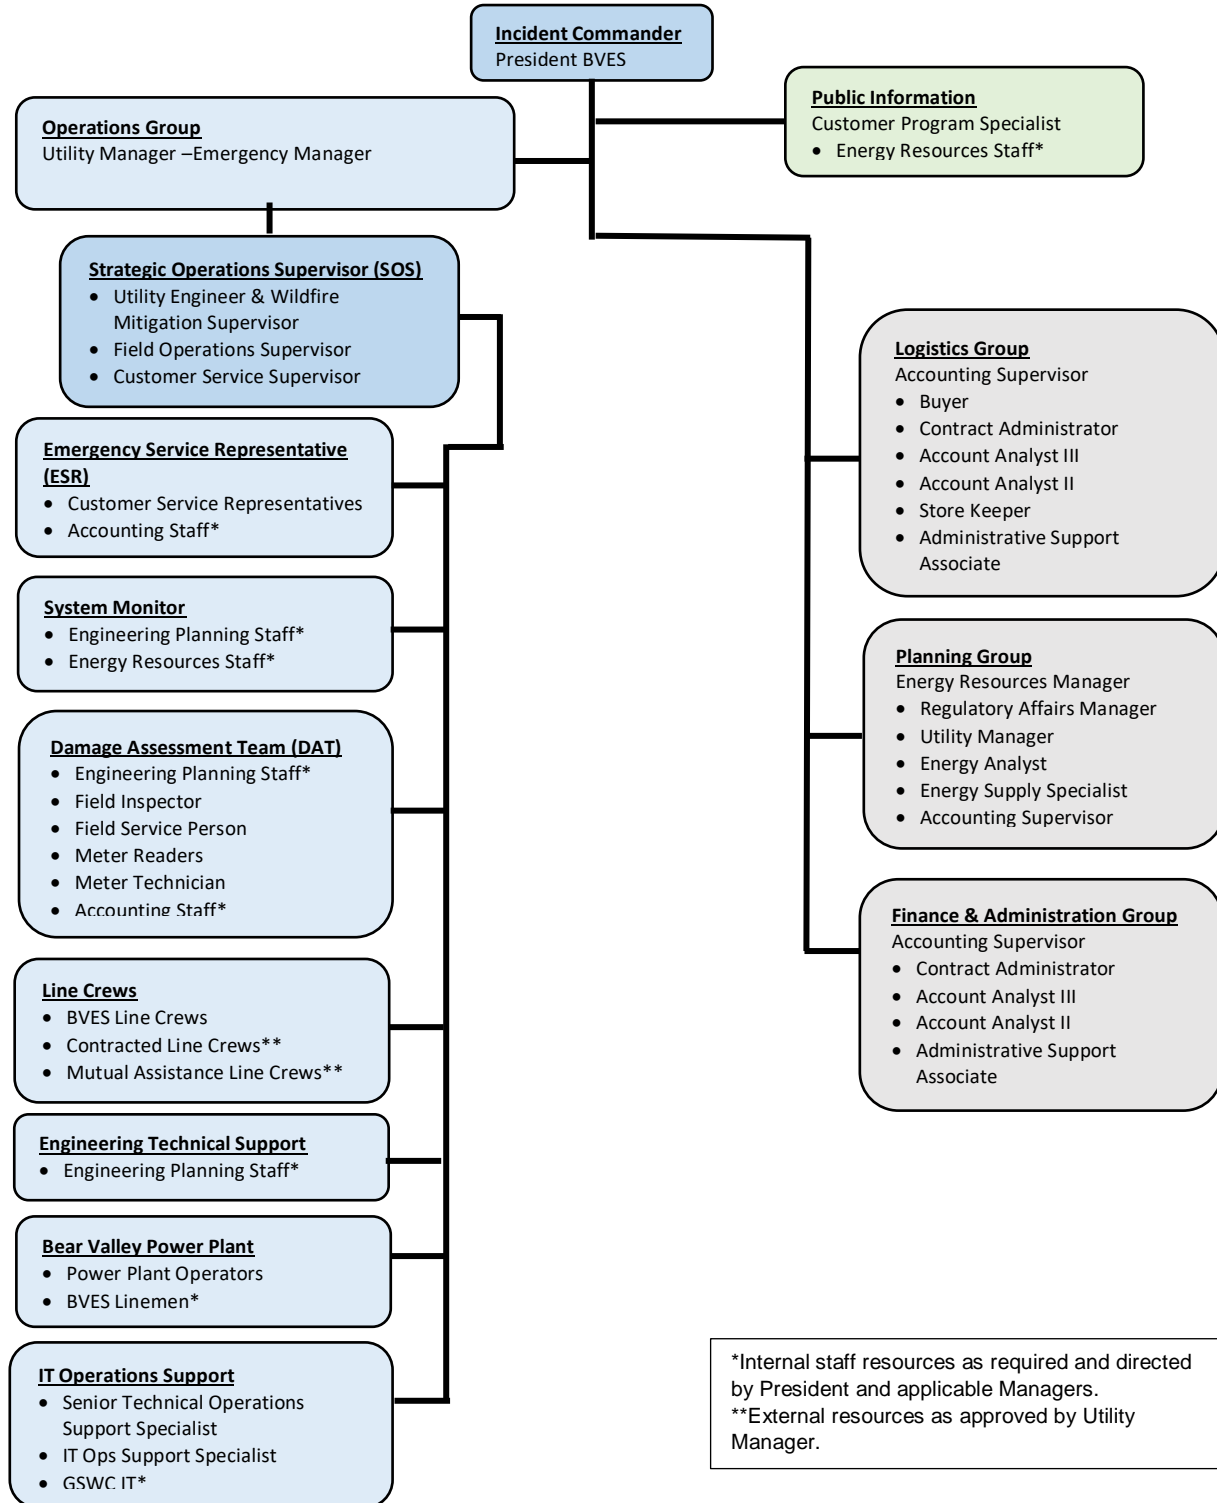 Incident Commander
President BVES
Public Information
Customer Program Specialist
• Energy Resources Staff*
Operations Group
Utility Manager –Emergency Manager
Strategic Operations Supervisor (SOS)
• Utility Engineer & Wildfire
Mitigation Supervisor
• Field Operations Supervisor
• Customer Service Supervisor
Emergency Service Representative
(ESR)
• Customer Service Representatives
• Accounting Staff*
System Monitor
• Engineering Planning Staff*
• Energy Resources Staff*
Damage Assessment Team (DAT)
• Engineering Planning Staff*
• Field Inspector
• Field Service Person
• Meter Readers
• Meter Technician
• Accounting Staff*
Line Crews
• BVES Line Crews
• Contracted Line Crews**
• Mutual Assistance Line Crews**
Engineering Technical Support
• Engineering Planning Staff*
Bear Valley Power Plant
• Power Plant Operators
• BVES Linemen*
IT Operations Support
• Senior Technical Operations
Support Specialist
• IT Ops Support Specialist
• GSWC IT*
Logistics Group
Accounting Supervisor
• Buyer
• Contract Administrator
• Account Analyst III
• Account Analyst II
• Store Keeper
• Administrative Support
Associate
Planning Group
Energy Resources Manager
• Regulatory Affairs Manager
• Utility Manager
• Energy Analyst
• Energy Supply Specialist
• Accounting Supervisor
Finance & Administration Group
Accounting Supervisor
• Contract Administrator
• Account Analyst III
• Account Analyst II
• Administrative Support
Associate
*Internal staff resources as required and directed
by President and applicable Managers.
**External resources as approved by Utility
Manager.